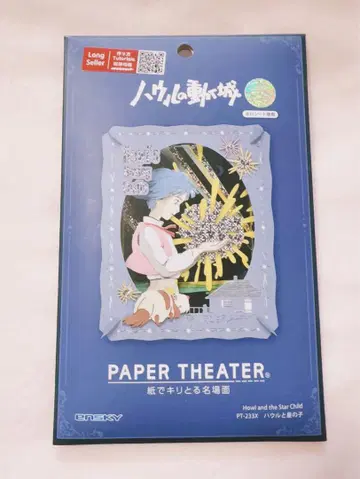 Long
Seller
Tutorials
ハウルの動く城
PAPER THEATER®
紙でキリとる名場面
ensky
Howl and the Star Child
PT-233X ハウルと星の子